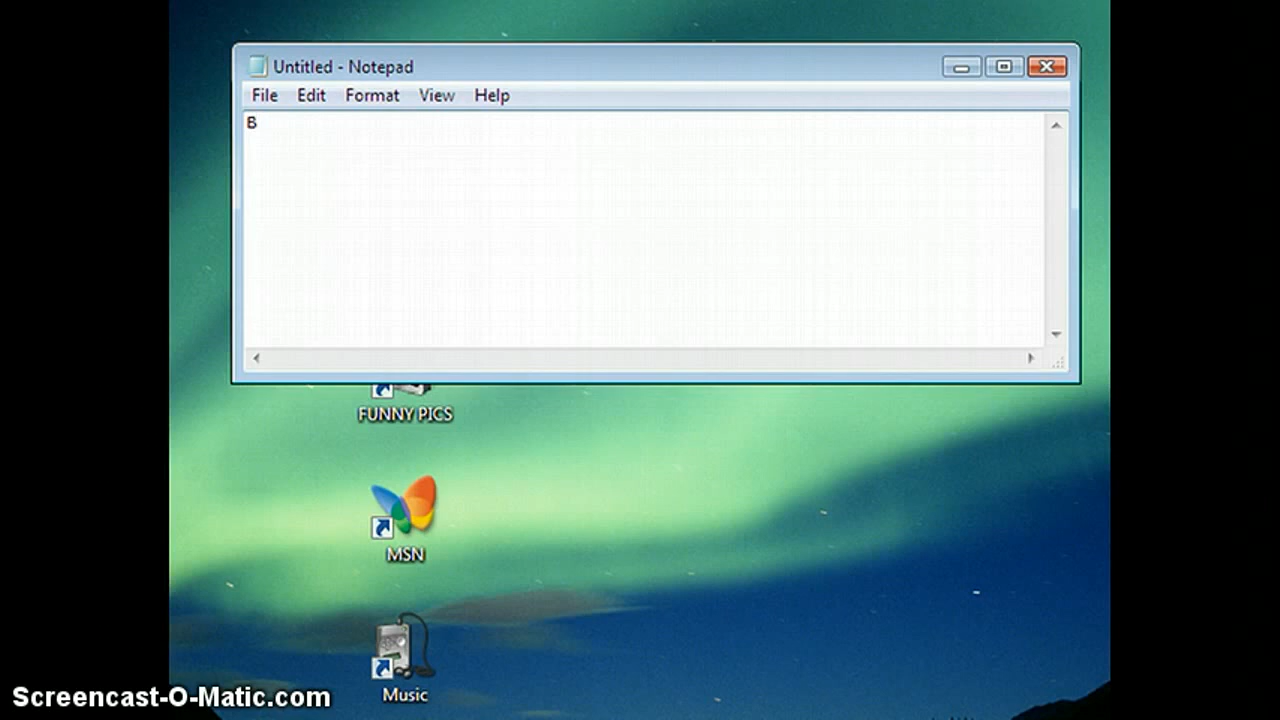 Untitled - Notepad
File Edit Format View Help
B
FUNNY PICS
MSN
Music
Screencast-O-Matic.com